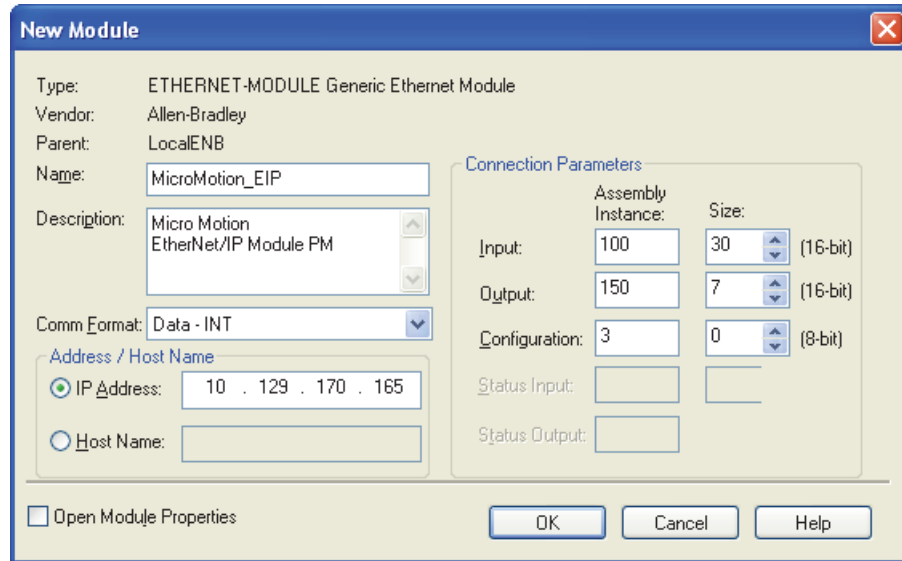 New Module
Type: ETHERNET-MODULE Generic Ethernet Module
Vendor: Allen-Bradley
Parent: LocalENB
Name: MicroMotion_EIP
Description: Micro Motion
EtherNet/IP Module PM
Comm Format: Data - INT
Address / Host Name
IP Address: 10 . 129 . 170 . 165
Host Name:
Connection Parameters
Assembly
Instance: Size:
Input: 100 30 (16-bit)
Output: 150 7 (16-bit)
Configuration: 3 0 (8-bit)
Status Input:
Status Output:
Open Module Properties
OK Cancel Help